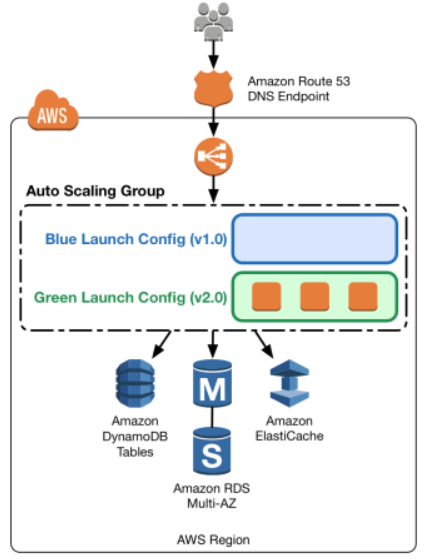 Amazon Route 53
DNS Endpoint
AWS
Auto Scaling Group
Blue Launch Config (v1.0)
Green Launch Config (v2.0)
M
Amazon
DynamoDB
Tables
Amazon
ElastiCache
S
Amazon RDS
Multi-AZ
AWS Region